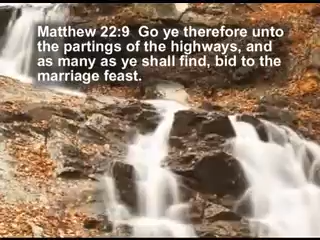 Matthew 22:9  Go ye therefore unto
the partings of the highways, and
as many as ye shall find, bid to the
marriage feast.